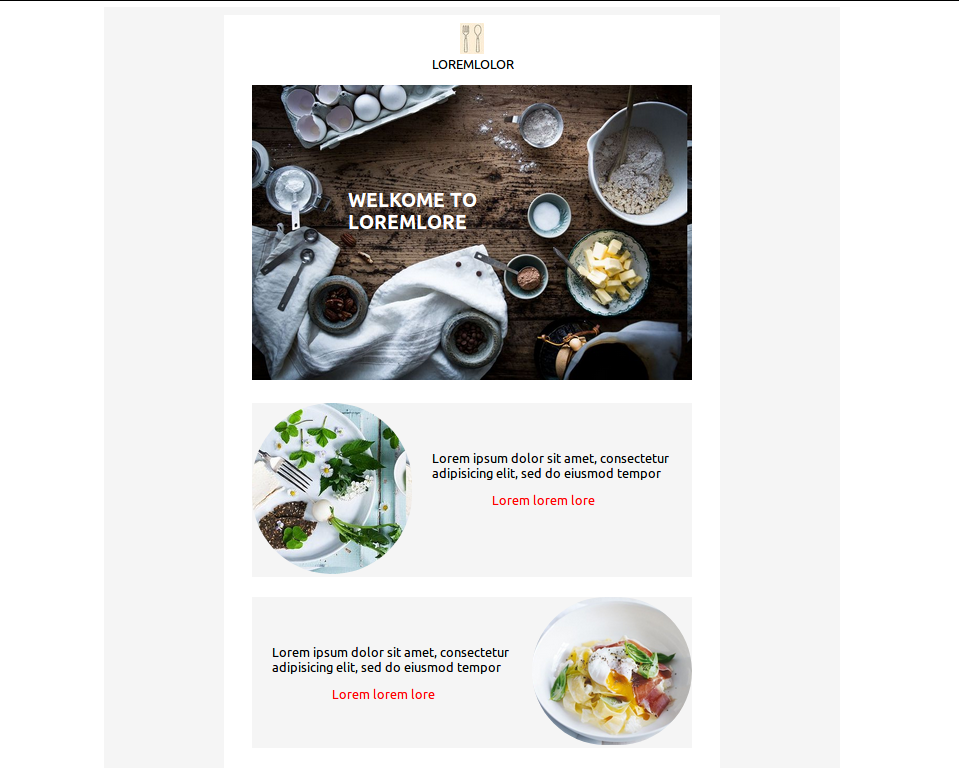 LOREMLOLOR
WELKOME TO
LOREMLORE
Lorem ipsum dolor sit amet, consectetur
adipisicing elit, sed do eiusmod tempor
Lorem lorem lore
Lorem ipsum dolor sit amet, consectetur
adipisicing elit, sed do eiusmod tempor
Lorem lorem lore